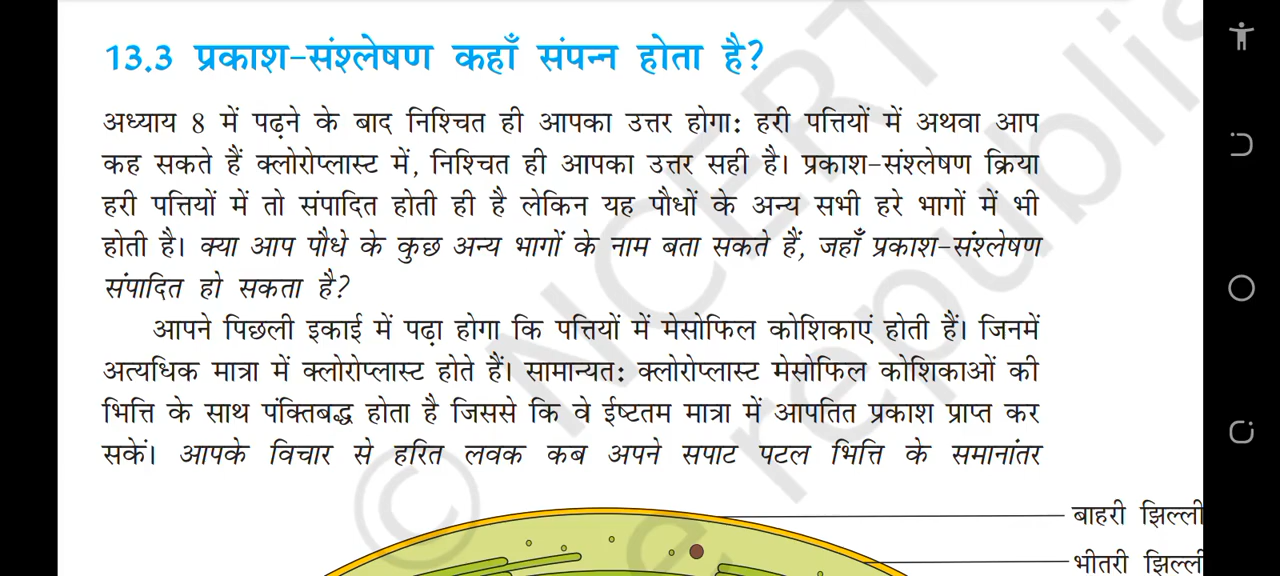 13.3 प्रकाश-संश्लेषण कहाँ संपन्न होता है?
अध्याय 8 में पढ़ने के बाद निश्चित ही आपका उत्तर होगा: हरी पत्तियों में अथवा आप
कह सकते हैं क्लोरोप्लास्ट में, निश्चित ही आपका उत्तर सही है। प्रकाश-संश्लेषण क्रिया
हरी पत्तियों में तो संपादित होती ही है लेकिन यह पौधों के अन्य सभी हरे भागों में भी
होती है। क्या आप पौधे के कुछ अन्य भागों के नाम बता सकते हैं, जहाँ प्रकाश-संश्लेषण
संपादित हो सकता है?
आपने पिछली इकाई में पढ़ा होगा कि पत्तियों में मेसोफिल कोशिकाएं होती हैं। जिनमें
अत्यधिक मात्रा में क्लोरोप्लास्ट होते हैं। सामान्यत: क्लोरोप्लास्ट मेसोफिल कोशिकाओं की
भित्ति के साथ पंक्तिबद्ध होता है जिससे कि वे ईष्टतम मात्रा में आपतित प्रकाश प्राप्त कर
सकें। आपके विचार से हरित लवक कब अपने सपाट पटल भित्ति के समानांतर
बाहरी झिल्ली
भीतरी झिल्ली
© NCERT
republis